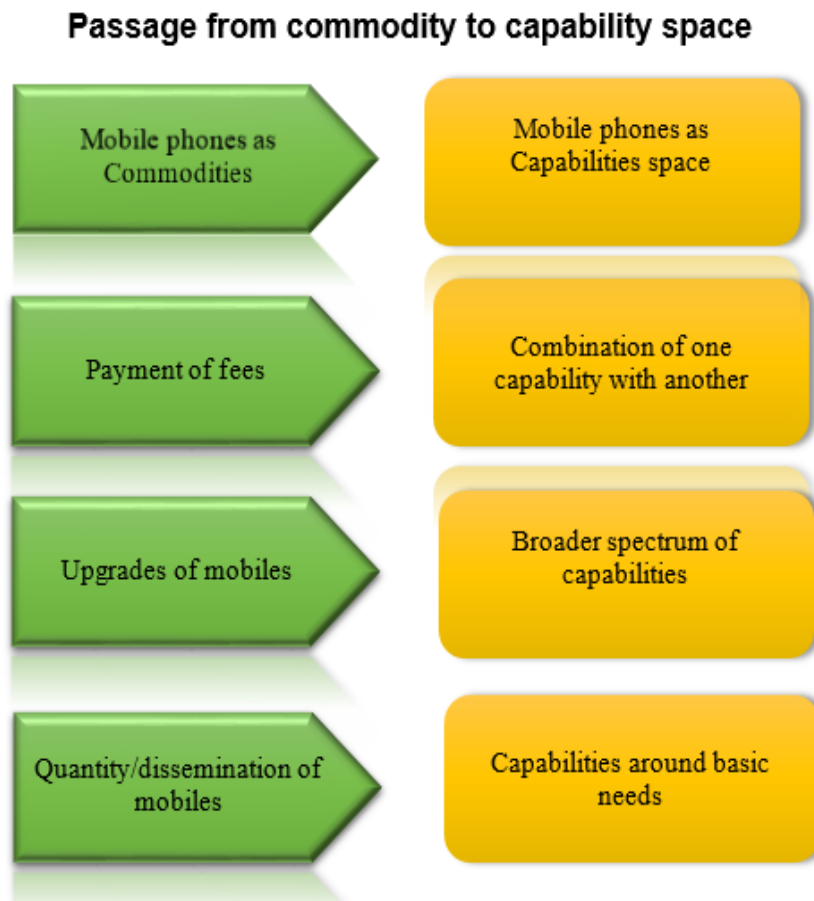 Passage from commodity to capability space
Mobile phones as
Commodities
Mobile phones as
Capabilities space
Payment of fees
Combination of one
capability with another
Upgrades of mobiles
Broader spectrum of
capabilities
Quantity/dissemination of
mobiles
Capabilities around basic
needs